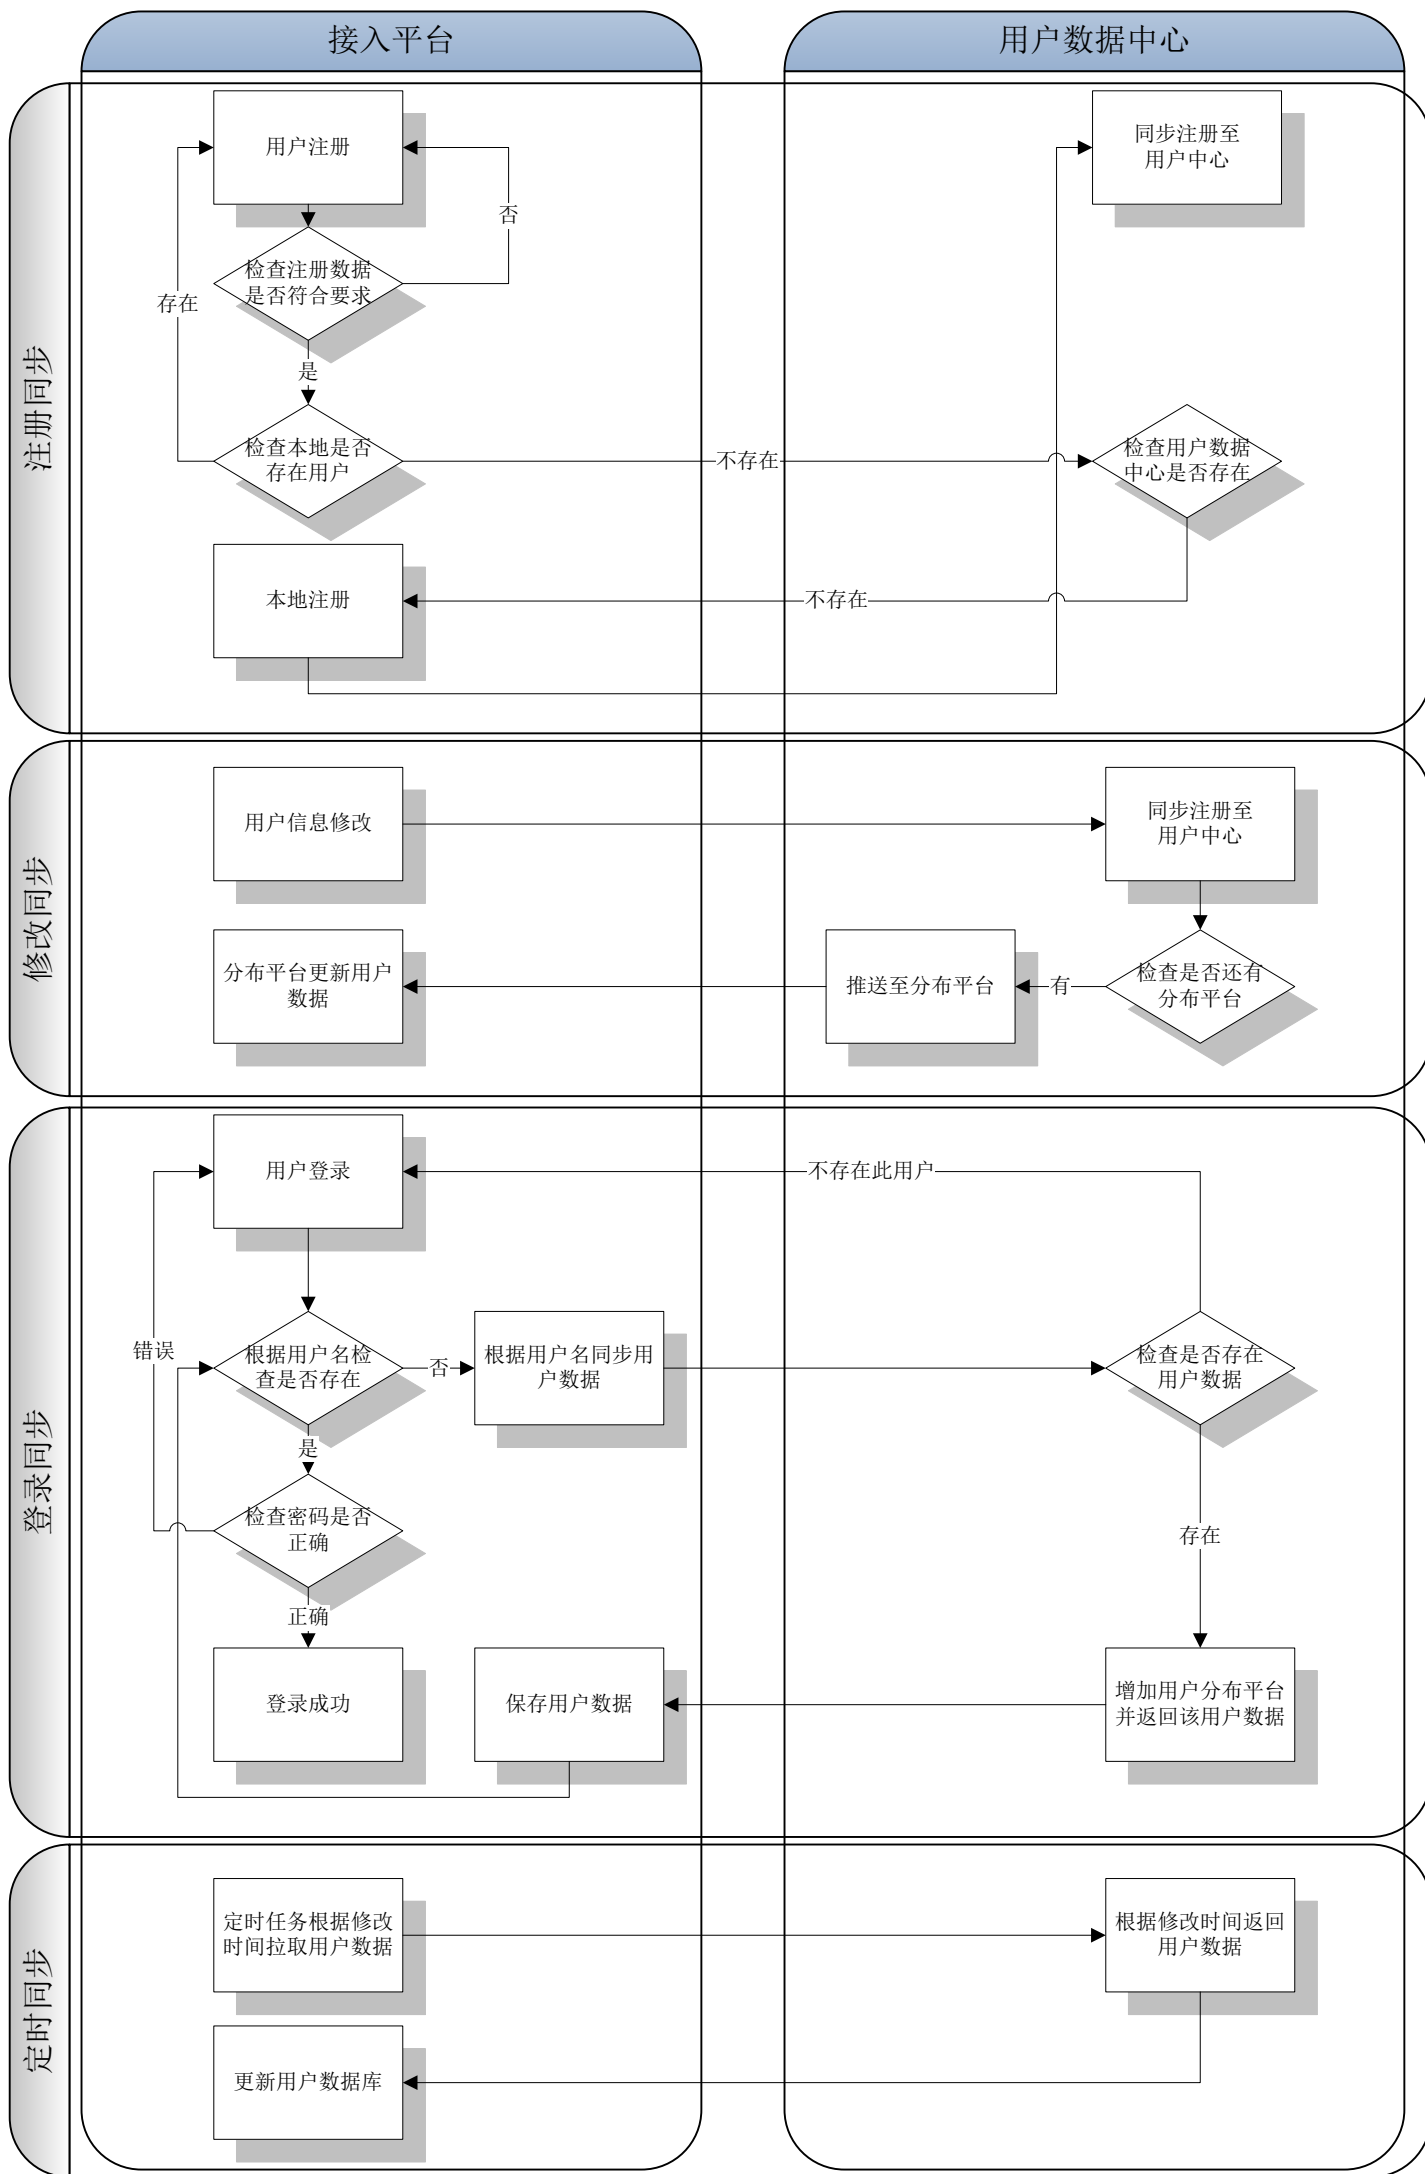 接入平台
用户数据中心
注册同步
用户注册
同步注册至
用户中心
否
检查注册数据
是否符合要求
存在
是
检查本地是否
存在用户
不存在
检查用户数据
中心是否存在
本地注册
不存在
修改同步
用户信息修改
同步注册至
用户中心
分布平台更新用户
数据
推送至分布平台
有
检查是否还有
分布平台
登录同步
用户登录
不存在此用户
错误
根据用户名检
查是否存在
否
根据用户名同步用
户数据
检查是否存在
用户数据
是
检查密码是否
正确
存在
正确
登录成功
保存用户数据
增加用户分布平台
并返回该用户数据
定时同步
定时任务根据修改
时间拉取用户数据
根据修改时间返回
用户数据
更新用户数据库